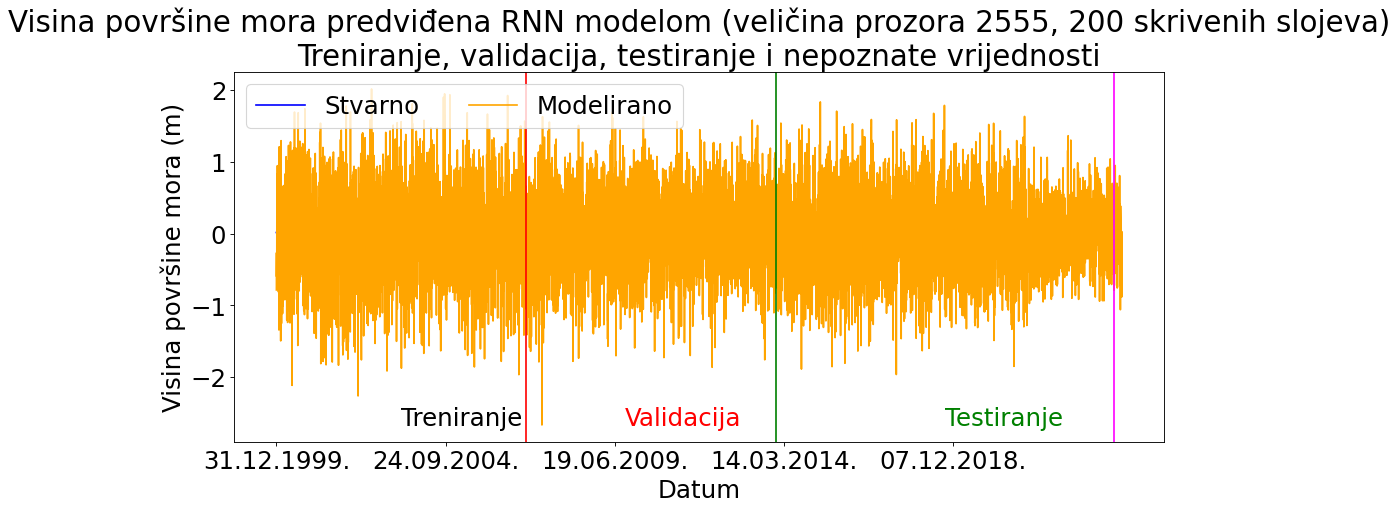 Visina površine mora predviđena RNN modelom (veličina prozora 2555, 200 skrivenih slojeva)
Treniranje, validacija, testiranje i nepoznate vrijednosti
Stvarno
Modelirano
Visina površine mora (m)
2
1
0
−1
−2
Treniranje
Validacija
Testiranje
31.12.1999.
24.09.2004.
19.06.2009.
14.03.2014.
07.12.2018.
Datum